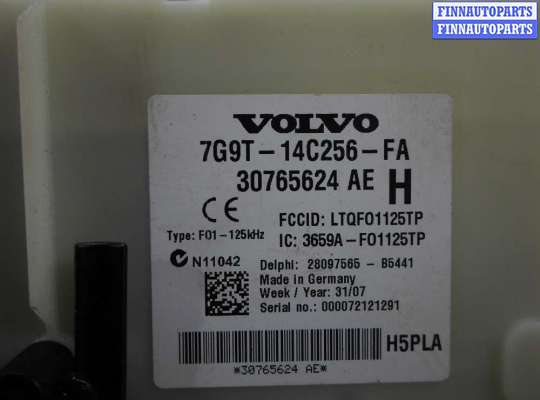 FINNAUTOPARTS
FINNAUTOPARTS
VOLVO
7G9T-14C256-FA
30765624 AE H
CE
FCCID: LTQFO1125TP
Type: F01-125kHz
IC: 3659A-FO1125TP
N11042
Delphi: 28097565 - B5441
Made in Germany
Week / Year: 31/07
Serial no.: 000072121291
H5PLA
*30765624 AE*